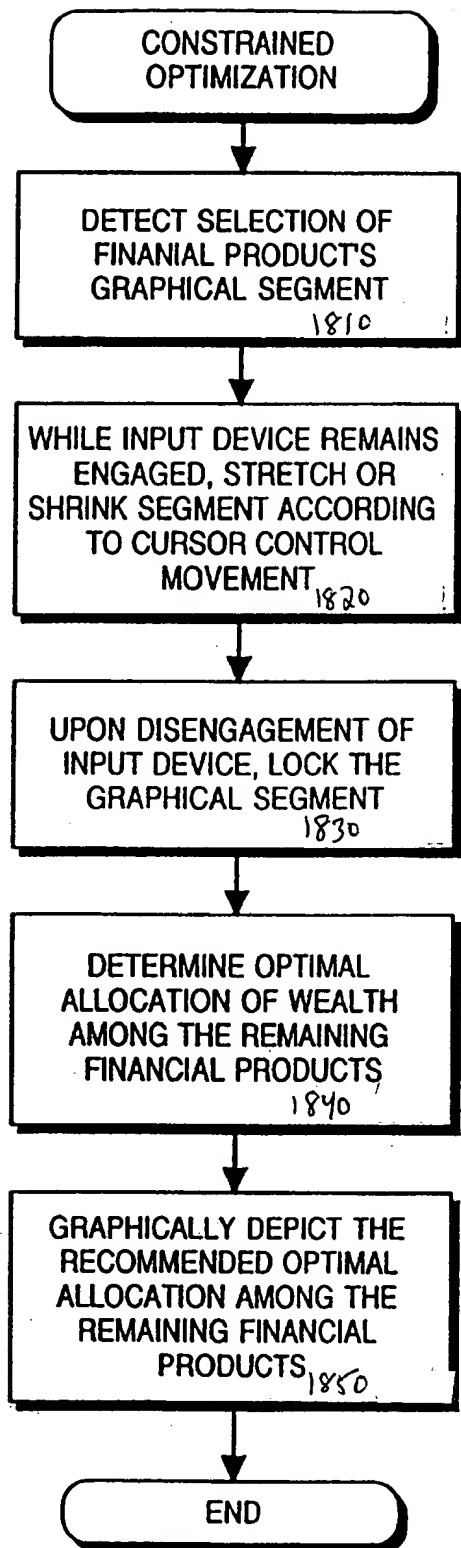 CONSTRAINED
OPTIMIZATION
DETECT SELECTION OF
FINANIAL PRODUCT'S
GRAPHICAL SEGMENT
1810
WHILE INPUT DEVICE REMAINS
ENGAGED, STRETCH OR
SHRINK SEGMENT ACCORDING
TO CURSOR CONTROL
MOVEMENT
1820
UPON DISENGAGEMENT OF
INPUT DEVICE, LOCK THE
GRAPHICAL SEGMENT
1830
DETERMINE OPTIMAL
ALLOCATION OF WEALTH
AMONG THE REMAINING
FINANCIAL PRODUCTS
1840
GRAPHICALLY DEPICT THE
RECOMMENDED OPTIMAL
ALLOCATION AMONG THE
REMAINING FINANCIAL
PRODUCTS
1850
END